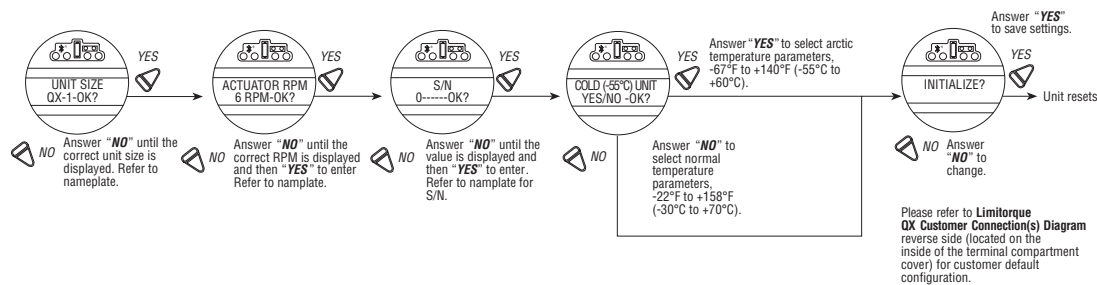 YES
UNIT SIZE
QX-1-OK?
NO
Answer "NO" until the
correct unit size is
displayed. Refer to
nameplate.
YES
ACTUATOR RPM
6 RPM-OK?
NO
Answer "NO" until the
correct RPM is displayed
and then "YES" to enter
Refer to namplate.
YES
S/N
0------OK?
NO
Answer "NO" until the
value is displayed and
then "YES" to enter.
Refer to namplate for
S/N.
YES
COLD (-55°C) UNIT
YES/NO -OK?
NO
Answer "YES" to select arctic
temperature parameters,
-67°F to +140°F (-55°C to
+60°C).
Answer "NO" to
select normal
temperature
parameters,
-22°F to +158°F
(-30°C to +70°C).
Answer "YES"
to save settings.
YES
INITIALIZE?
Unit resets
NO
Answer
"NO" to
change.
Please refer to Limitorque
QX Customer Connection(s) Diagram
reverse side (located on the
inside of the terminal compartment
cover) for customer default
configuration.